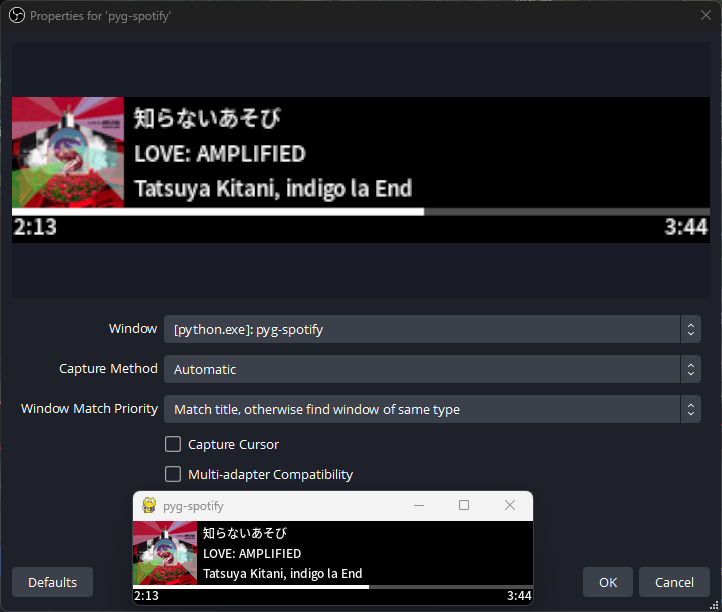 Properties for 'pyg-spotify'
知らないあそび
LOVE: AMPLIFIED
Tatsuya Kitani, indigo la End
2:13 3:44
Window [python.exe]: pyg-spotify
Capture Method Automatic
Window Match Priority Match title, otherwise find window of same type
Capture Cursor
Multi-adapter Compatibility
pyg-spotify
知らないあそび
LOVE: AMPLIFIED
Tatsuya Kitani, indigo la End
2:13 3:44
Defaults OK Cancel